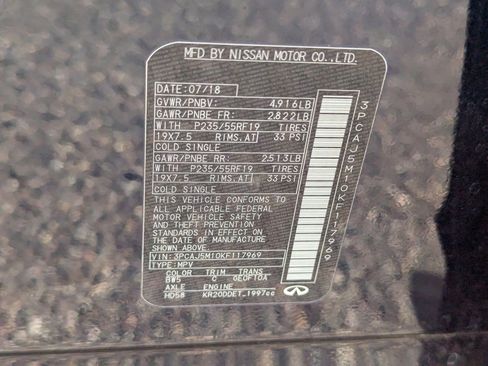 MFD BY NISSAN MOTOR CO.,LTD.
DATE: 07/18
GVWR/PNBV: 4,916LB
GAWR/PNBE FR: 2,822LB
WITH P235/55RF19 TIRES
19X7.5 RIMS,AT 33 PSI
COLD SINGLE
GAWR/PNBE RR: 2,513LB
WITH P235/55RF19 TIRES
19X7.5 RIMS,AT 33 PSI
COLD SINGLE
THIS VEHICLE CONFORMS TO
ALL APPLICABLE FEDERAL
MOTOR VEHICLE SAFETY
AND THEFT PREVENTION
STANDARDS IN EFFECT ON
THE DATE OF MANUFACTURE
SHOWN ABOVE.
VIN: 3PCAJ5M10KF117969
TYPE: MPV
COLOR TRIM TRANS
BW5 C 0E0F10A
AXLE ENGINE
HD58 KR20DDET 1997cc
INFINITI
3PCAJ5M10KF117969